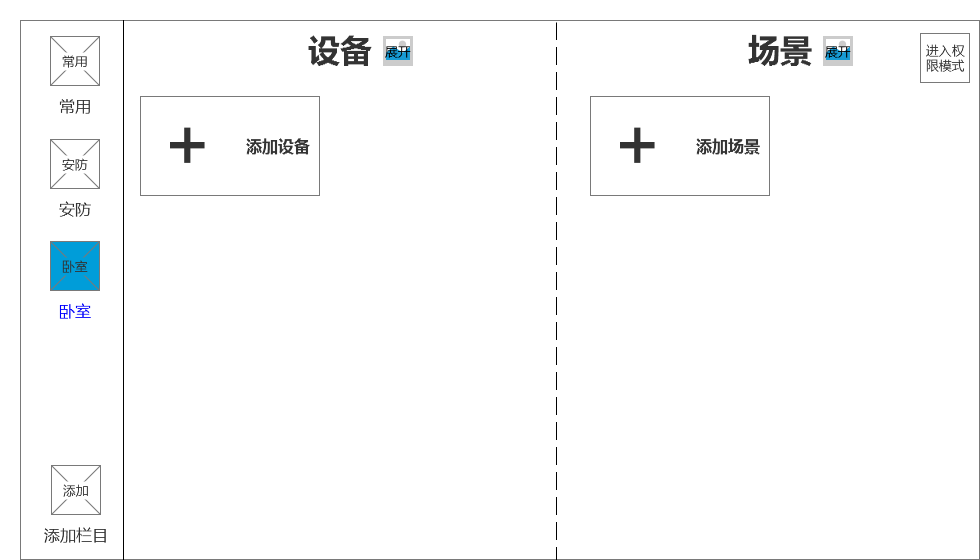 常用
常用
安防
安防
卧室
卧室
添加
添加栏目
设备
展开
添加设备
场景
展开
添加场景
进入权
限模式